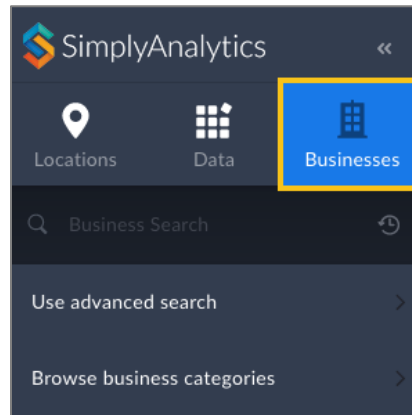 SimplyAnalytics
Locations Data Businesses
Business Search
Use advanced search
Browse business categories